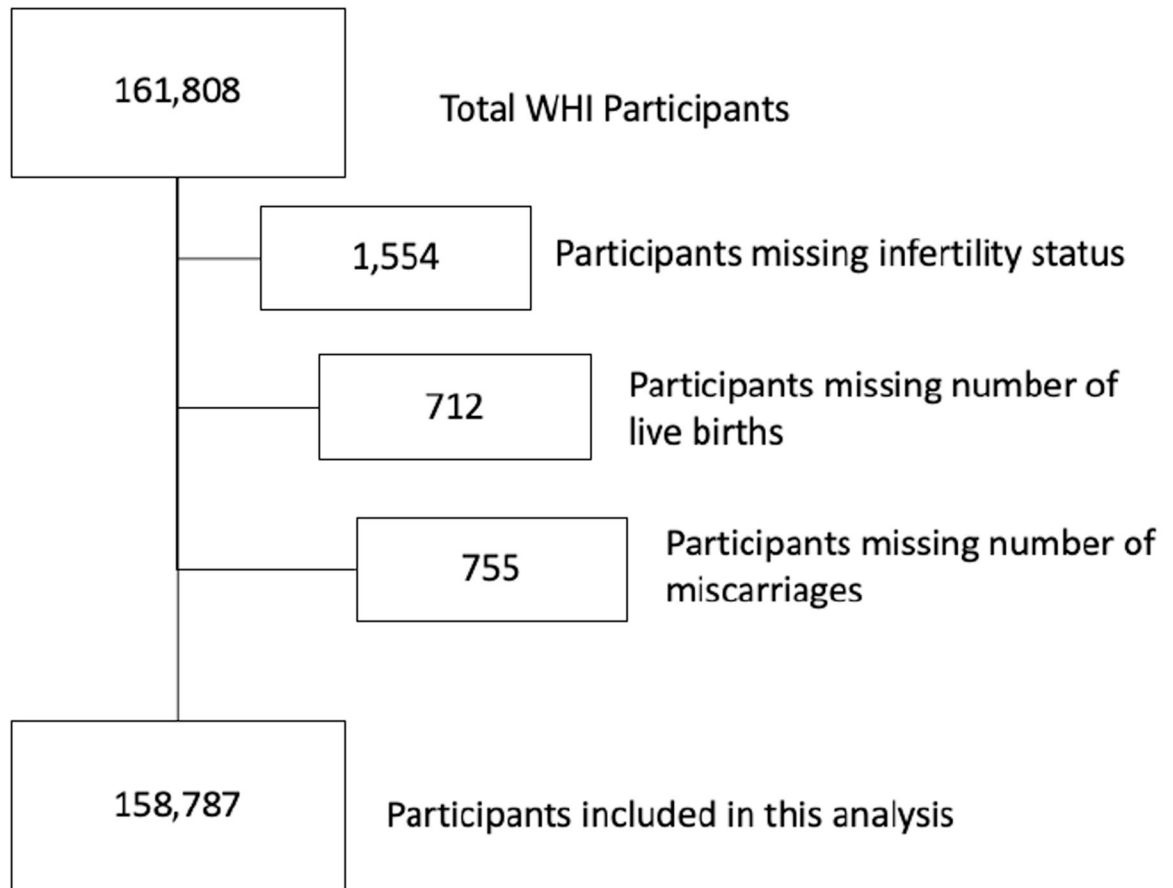 161,808
Total WHI Participants
1,554
Participants missing infertility status
712
Participants missing number of
live births
755
Participants missing number of
miscarriages
158,787
Participants included in this analysis